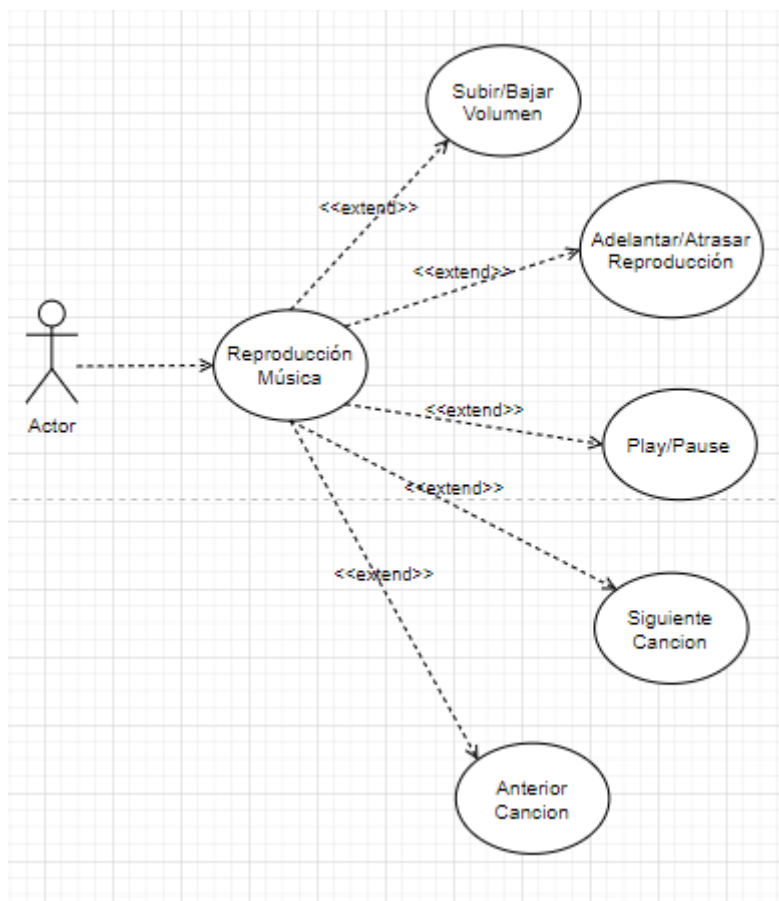 Subir/Bajar
Volumen
<<extend>>
Adelantar/Atrasar
Reproducción
<<extend>>
Reproducción
Música
Actor
<<extend>>
Play/Pause
<<extend>>
<<extend>>
Siguiente
Cancion
Anterior
Cancion